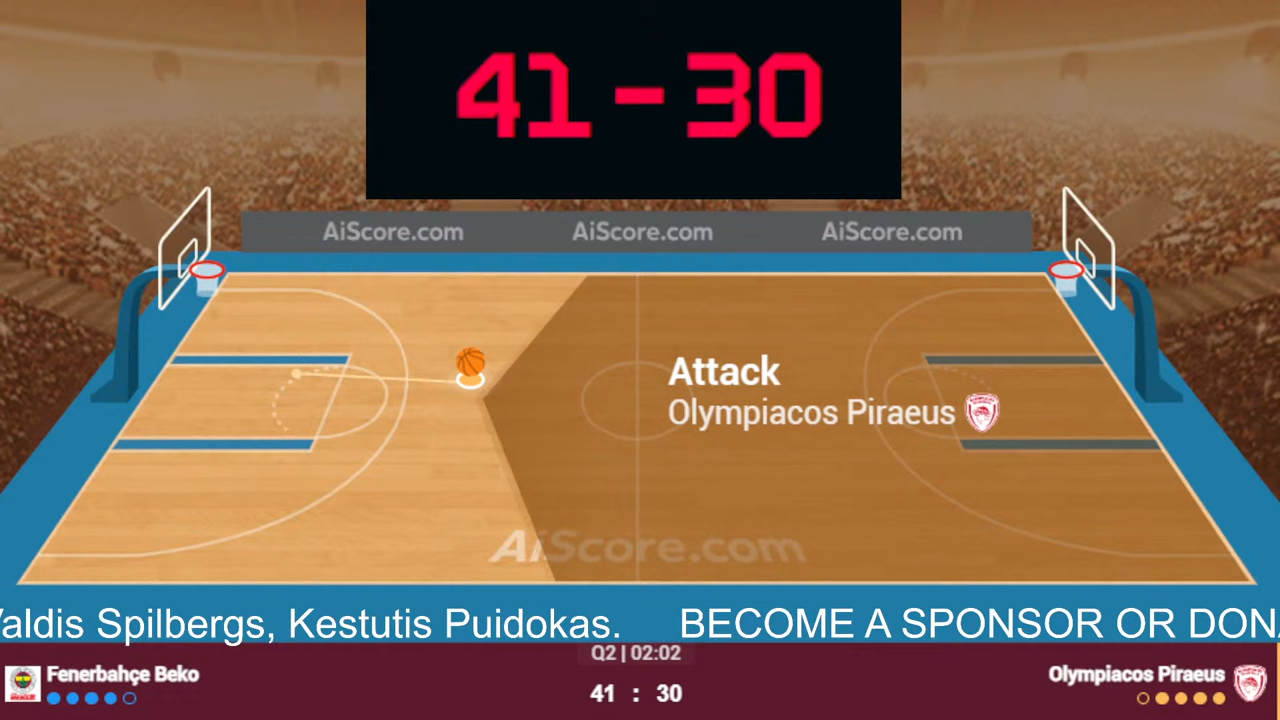 41-30
AiScore.com AiScore.com AiScore.com
Attack
Olympiacos Piraeus
AiScore.com
Valdis Spilbergs, Kestutis Puidokas. BECOME A SPONSOR OR DONA
Q2 | 02:02
Fenerbahçe Beko
Olympiacos Piraeus
41 : 30